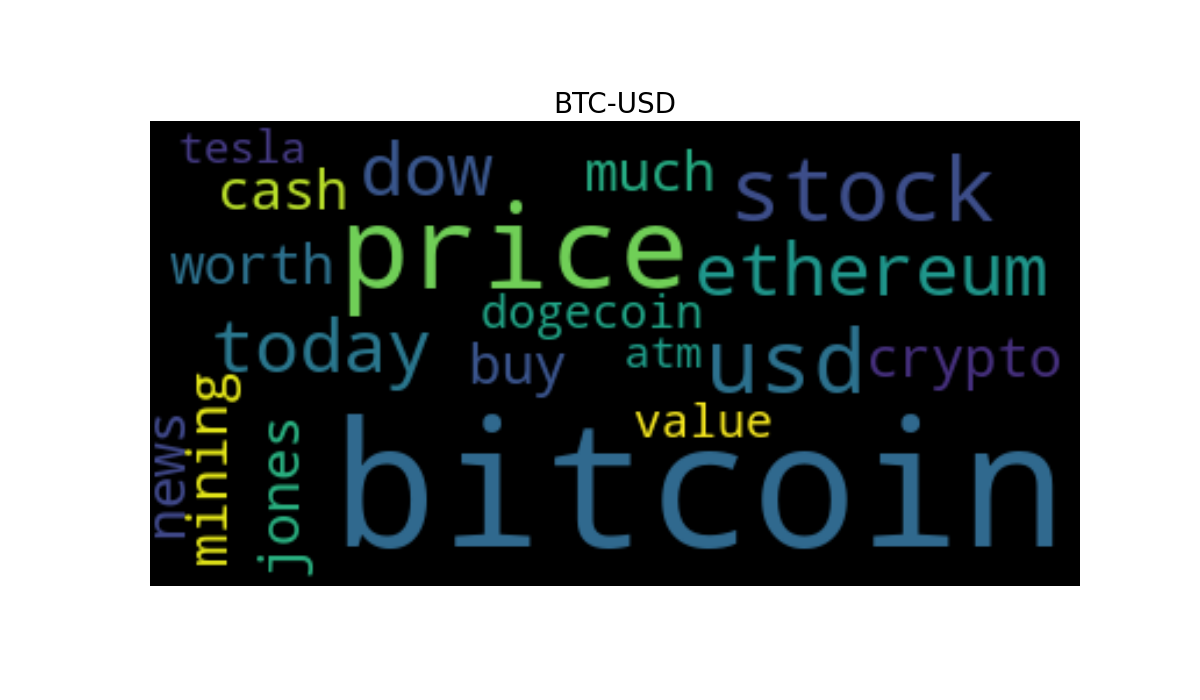 BTC-USD
tesla
cash
dow
much
stock
worth
price
ethereum
dogecoin
today
buy
atm
usd
crypto
news
mining
jones
value
bitcoin